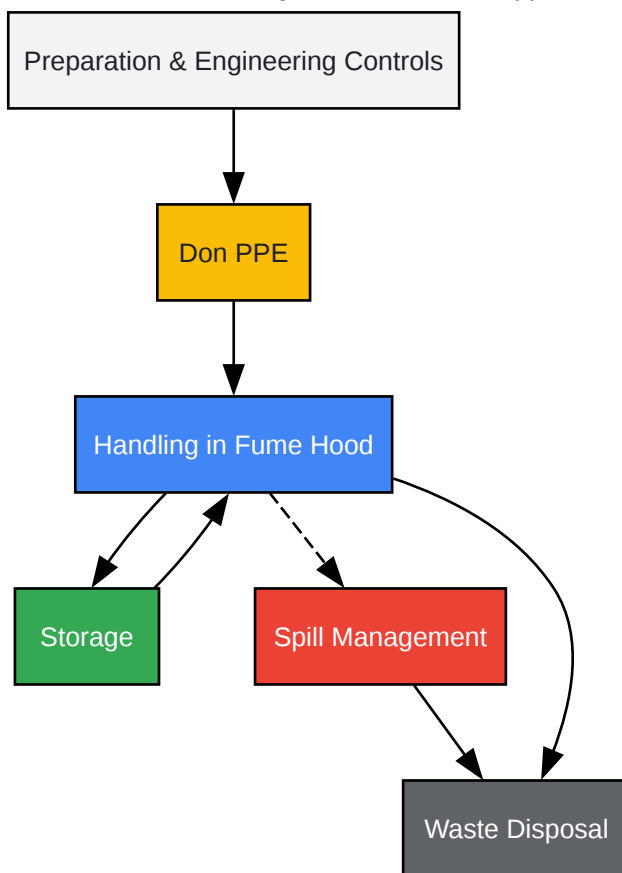 Preparation & Engineering Controls
Don PPE
Handling in Fume Hood
Storage
Spill Management
Waste Disposal